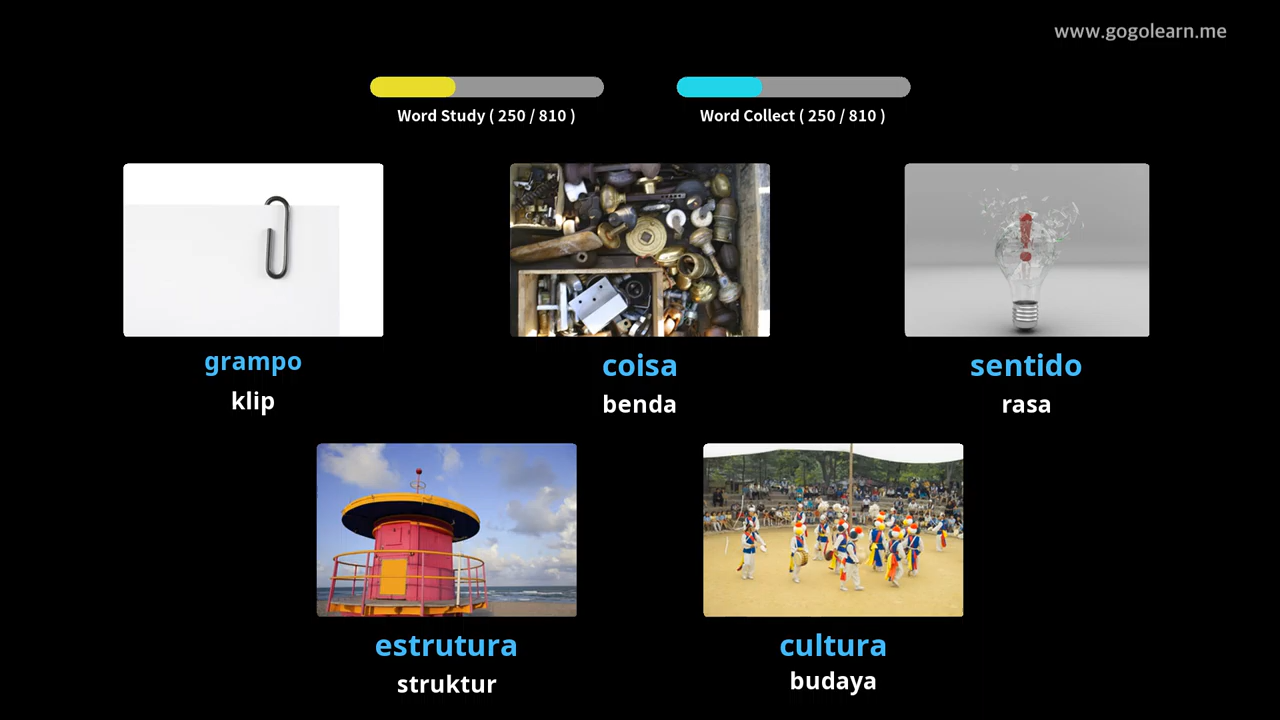 www.gogolearn.me
Word Study ( 250 / 810 )
Word Collect ( 250 / 810 )
grampo
klip
coisa
benda
sentido
rasa
estrutura
struktur
cultura
budaya